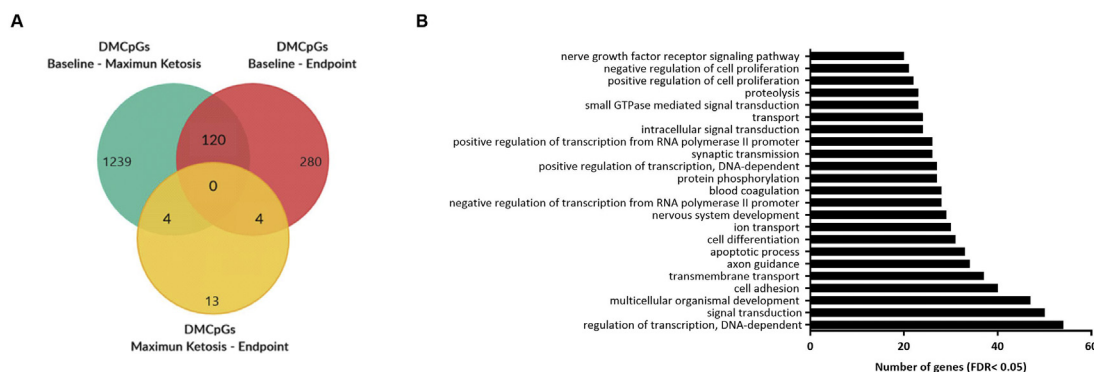 A
DMCpGs
Baseline - Maximun Ketosis
DMCpGs
Baseline - Endpoint
1239
120
280
0
4
4
13
DMCpGs
Maximun Ketosis - Endpoint
B
nerve growth factor receptor signaling pathway
negative regulation of cell proliferation
positive regulation of cell proliferation
proteolysis
small GTPase mediated signal transduction
transport
intracellular signal transduction
positive regulation of transcription from RNA polymerase II promoter
synaptic transmission
positive regulation of transcription, DNA-dependent
protein phosphorylation
blood coagulation
negative regulation of transcription from RNA polymerase II promoter
nervous system development
ion transport
cell differentiation
apoptotic process
axon guidance
transmembrane transport
cell adhesion
multicellular organismal development
signal transduction
regulation of transcription, DNA-dependent
0 20 40 60
Number of genes (FDR< 0.05)